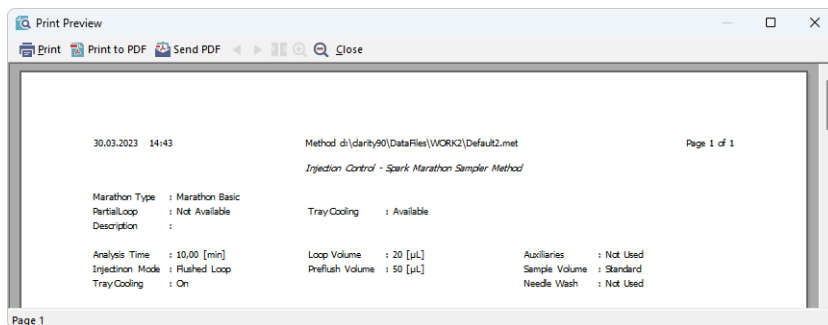 Print Preview
Print Print to PDF Send PDF Close
30.03.2023 14:43 Method d:\clarity90\DataFiles\WORK2\Default2.met Page 1 of 1
Injection Control - Spark Marathon Sampler Method
Marathon Type : Marathon Basic
PartialLoop : Not Available Tray Cooling : Available
Description :
Analysis Time : 10,00 [min] Loop Volume : 20 [µL] Auxiliaries : Not Used
Injectinon Mode : Flushed Loop Preflush Volume : 50 [µL] Sample Volume : Standard
Tray Cooling : On Needle Wash : Not Used
Page 1